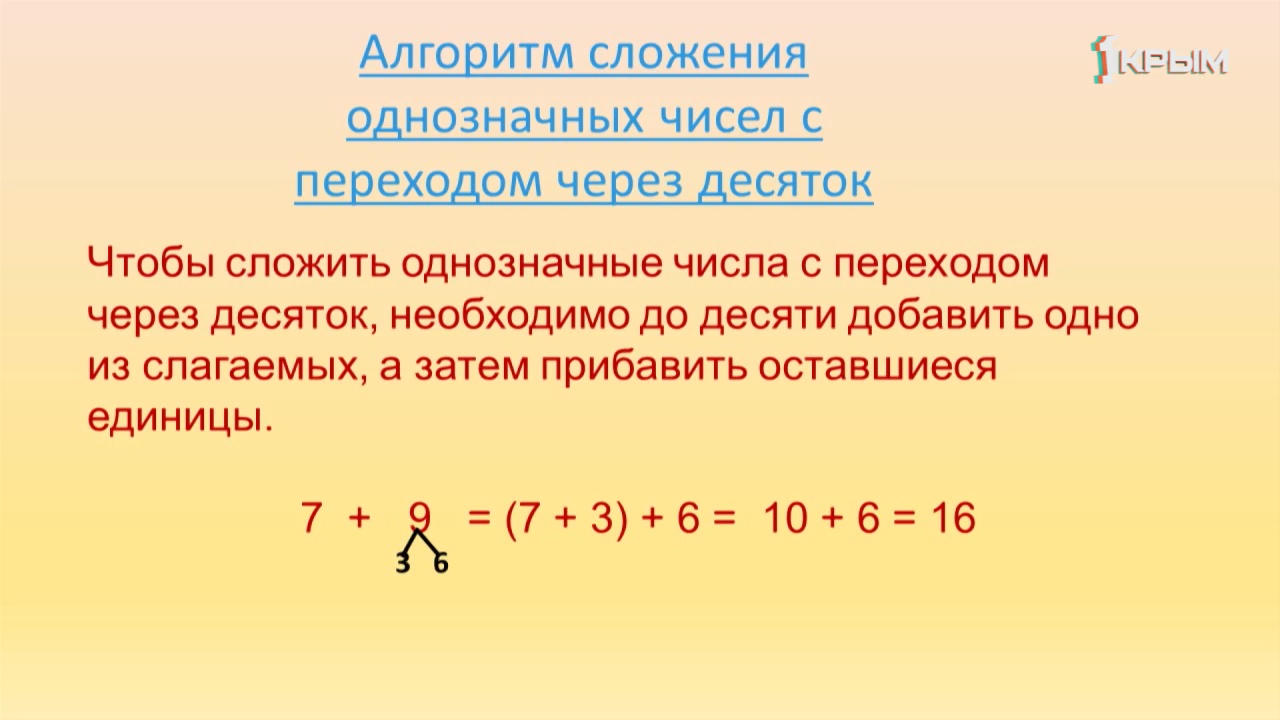 Алгоритм сложения
однозначных чисел с
переходом через десяток
1 КРЫМ
Чтобы сложить однозначные числа с переходом
через десяток, необходимо до десяти добавить одно
из слагаемых, а затем прибавить оставшиеся
единицы.
7 + 9 = (7 + 3) + 6 = 10 + 6 = 16
3 6